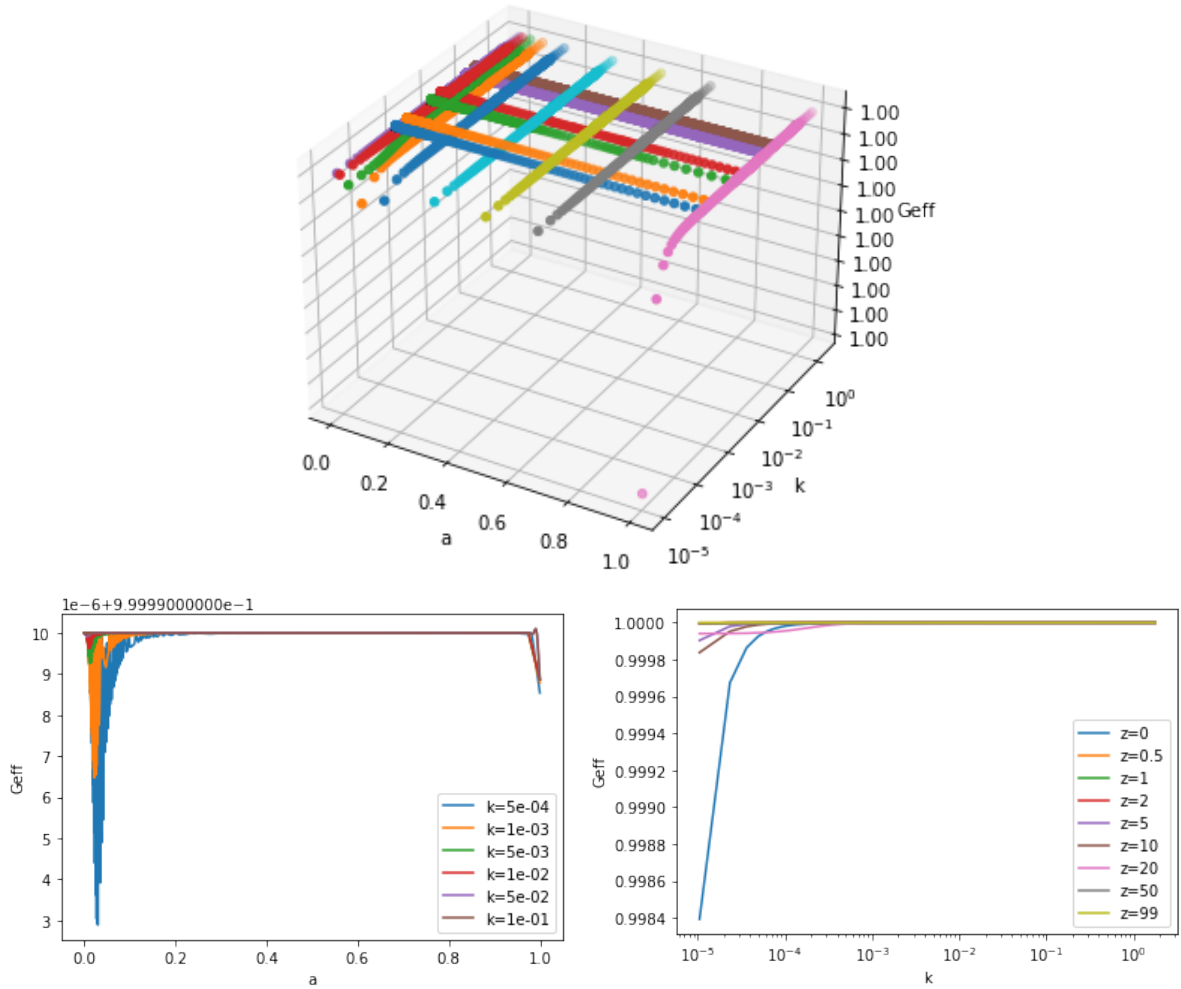 1.00
1.00
1.00
1.00
1.00
Geff
1.00
1.00
1.00
1.00
1.00
0.0
0.2
0.4
0.6
0.8
1.0
a
10⁰
10⁻¹
10⁻²
10⁻³
10⁻⁴
10⁻⁵
k
1e-6+9.9999000000e-1
10
9
8
7
6
5
4
3
Geff
0.0 0.2 0.4 0.6 0.8 1.0
a
k=5e-04
k=1e-03
k=5e-03
k=1e-02
k=5e-02
k=1e-01
1.0000
0.9998
0.9996
0.9994
0.9992
0.9990
0.9988
0.9986
0.9984
Geff
10⁻⁵ 10⁻⁴ 10⁻³ 10⁻² 10⁻¹ 10⁰
k
z=0
z=0.5
z=1
z=2
z=5
z=10
z=20
z=50
z=99